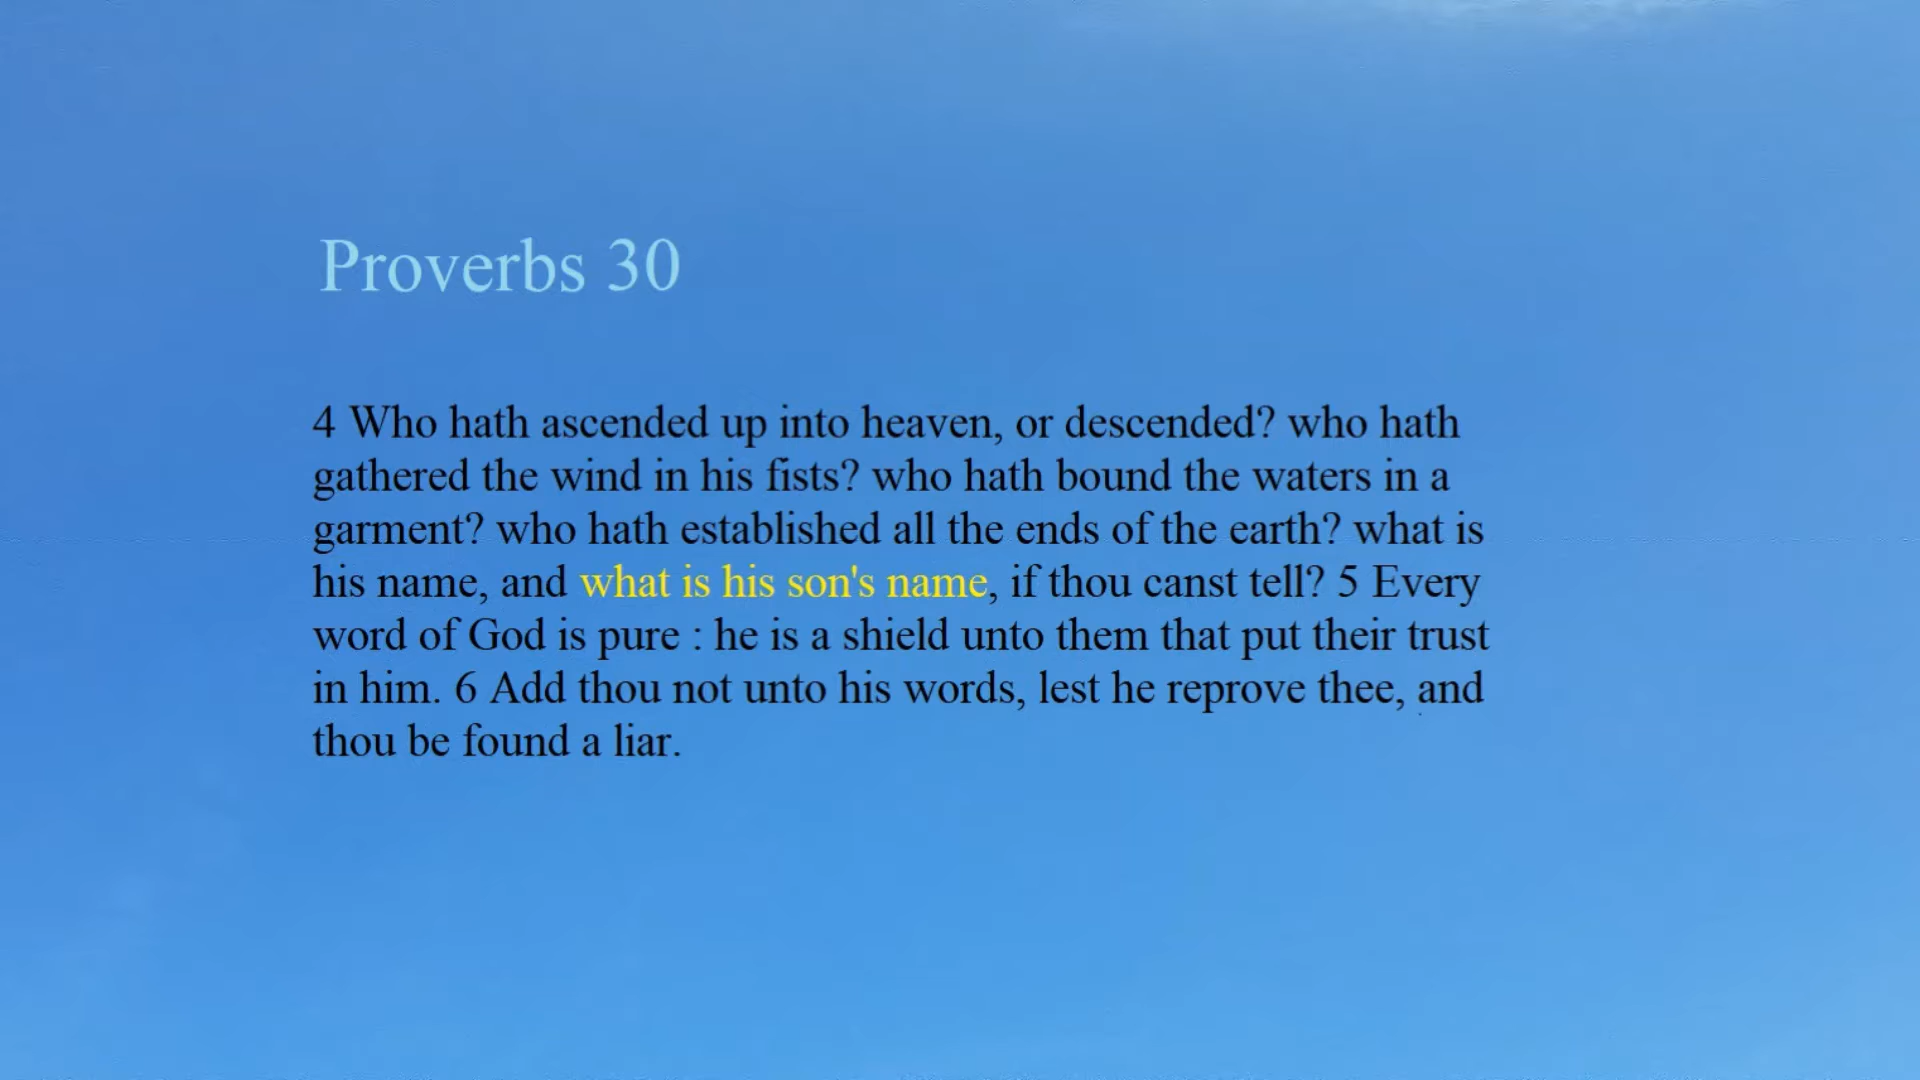 Proverbs 30
4 Who hath ascended up into heaven, or descended? who hath
gathered the wind in his fists? who hath bound the waters in a
garment? who hath established all the ends of the earth? what is
his name, and what is his son's name, if thou canst tell? 5 Every
word of God is pure : he is a shield unto them that put their trust
in him. 6 Add thou not unto his words, lest he reprove thee, and
thou be found a liar.